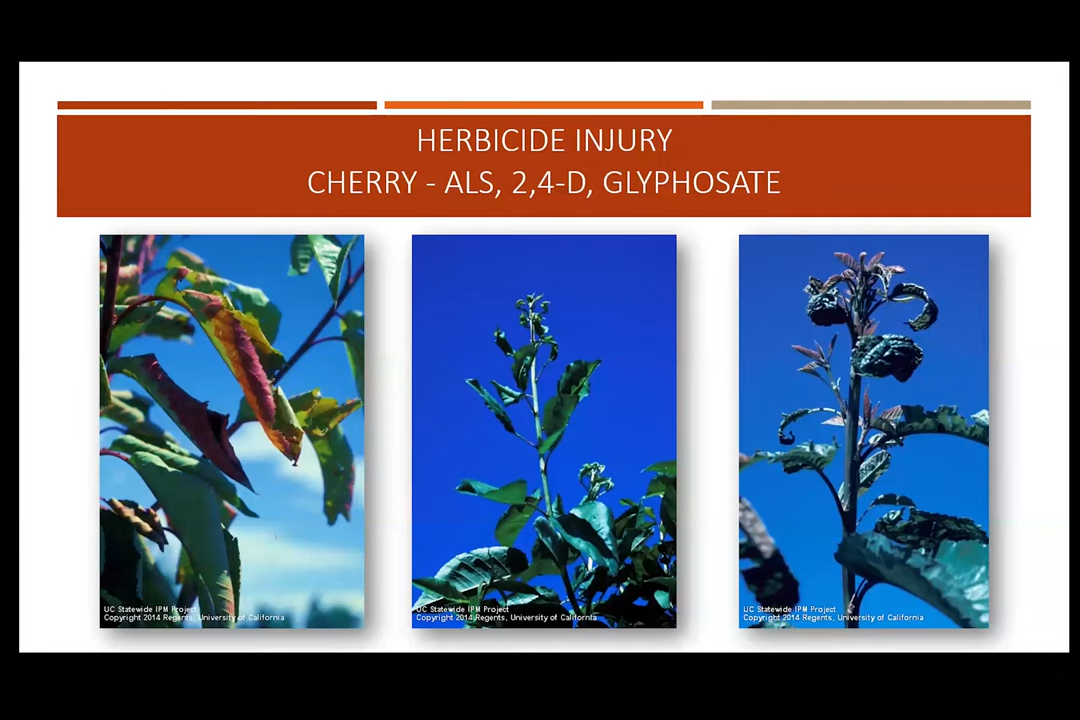 HERBICIDE INJURY
CHERRY - ALS, 2,4-D, GLYPHOSATE
UC Statewide IPM Project
Copyright 2014 Regents, University of California
UC Statewide IPM Project
Copyright 2014 Regents, University of California
UC Statewide IPM Project
Copyright 2014 Regents, University of California